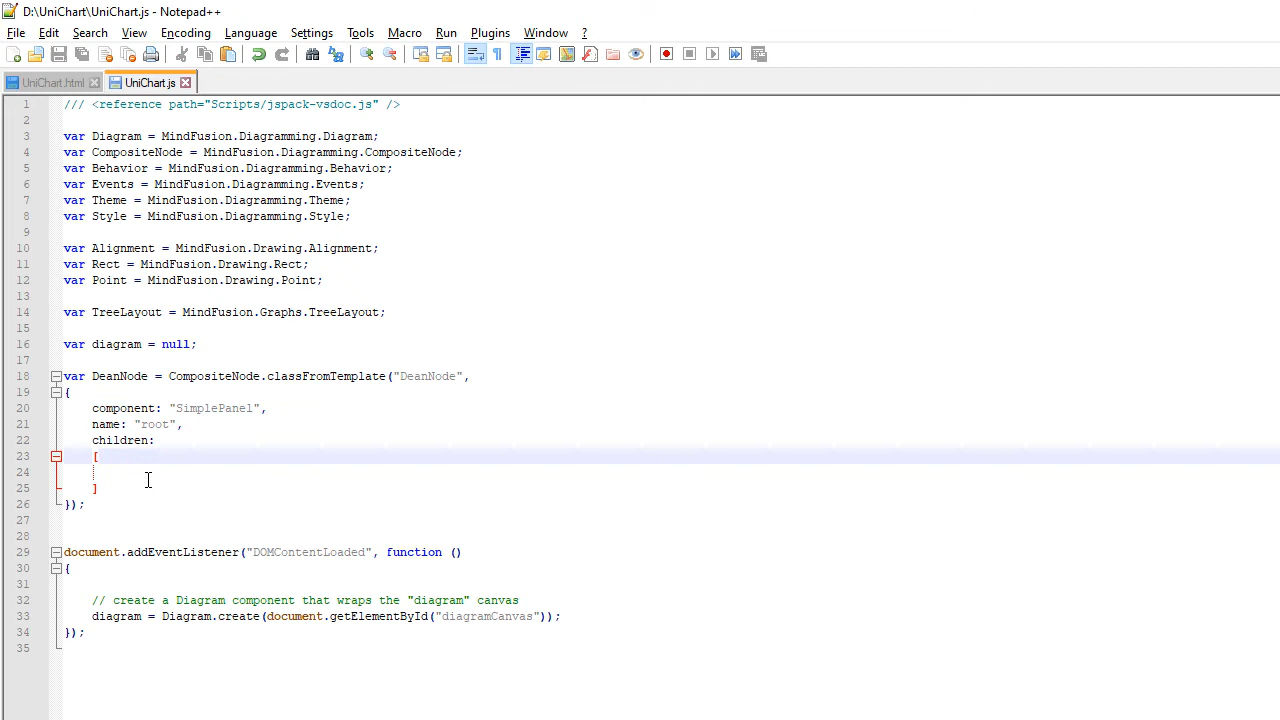 D:\UniChart\UniChart.js - Notepad++
File Edit Search View Encoding Language Settings Tools Macro Run Plugins Window ?
UniChart.html UniChart.js
1 /// <reference path="Scripts/jspack-vsdoc.js" />
2
3 var Diagram = MindFusion.Diagramming.Diagram;
4 var CompositeNode = MindFusion.Diagramming.CompositeNode;
5 var Behavior = MindFusion.Diagramming.Behavior;
6 var Events = MindFusion.Diagramming.Events;
7 var Theme = MindFusion.Diagramming.Theme;
8 var Style = MindFusion.Diagramming.Style;
9
10 var Alignment = MindFusion.Drawing.Alignment;
11 var Rect = MindFusion.Drawing.Rect;
12 var Point = MindFusion.Drawing.Point;
13
14 var TreeLayout = MindFusion.Graphs.TreeLayout;
15
16 var diagram = null;
17
18 var DeanNode = CompositeNode.classFromTemplate("DeanNode",
19 {
20 component: "SimplePanel",
21 name: "root",
22 children:
23 [
24
25 ]
26 });
27
28
29 document.addEventListener("DOMContentLoaded", function ()
30 {
31
32 // create a Diagram component that wraps the "diagram" canvas
33 diagram = Diagram.create(document.getElementById("diagramCanvas"));
34 });
35